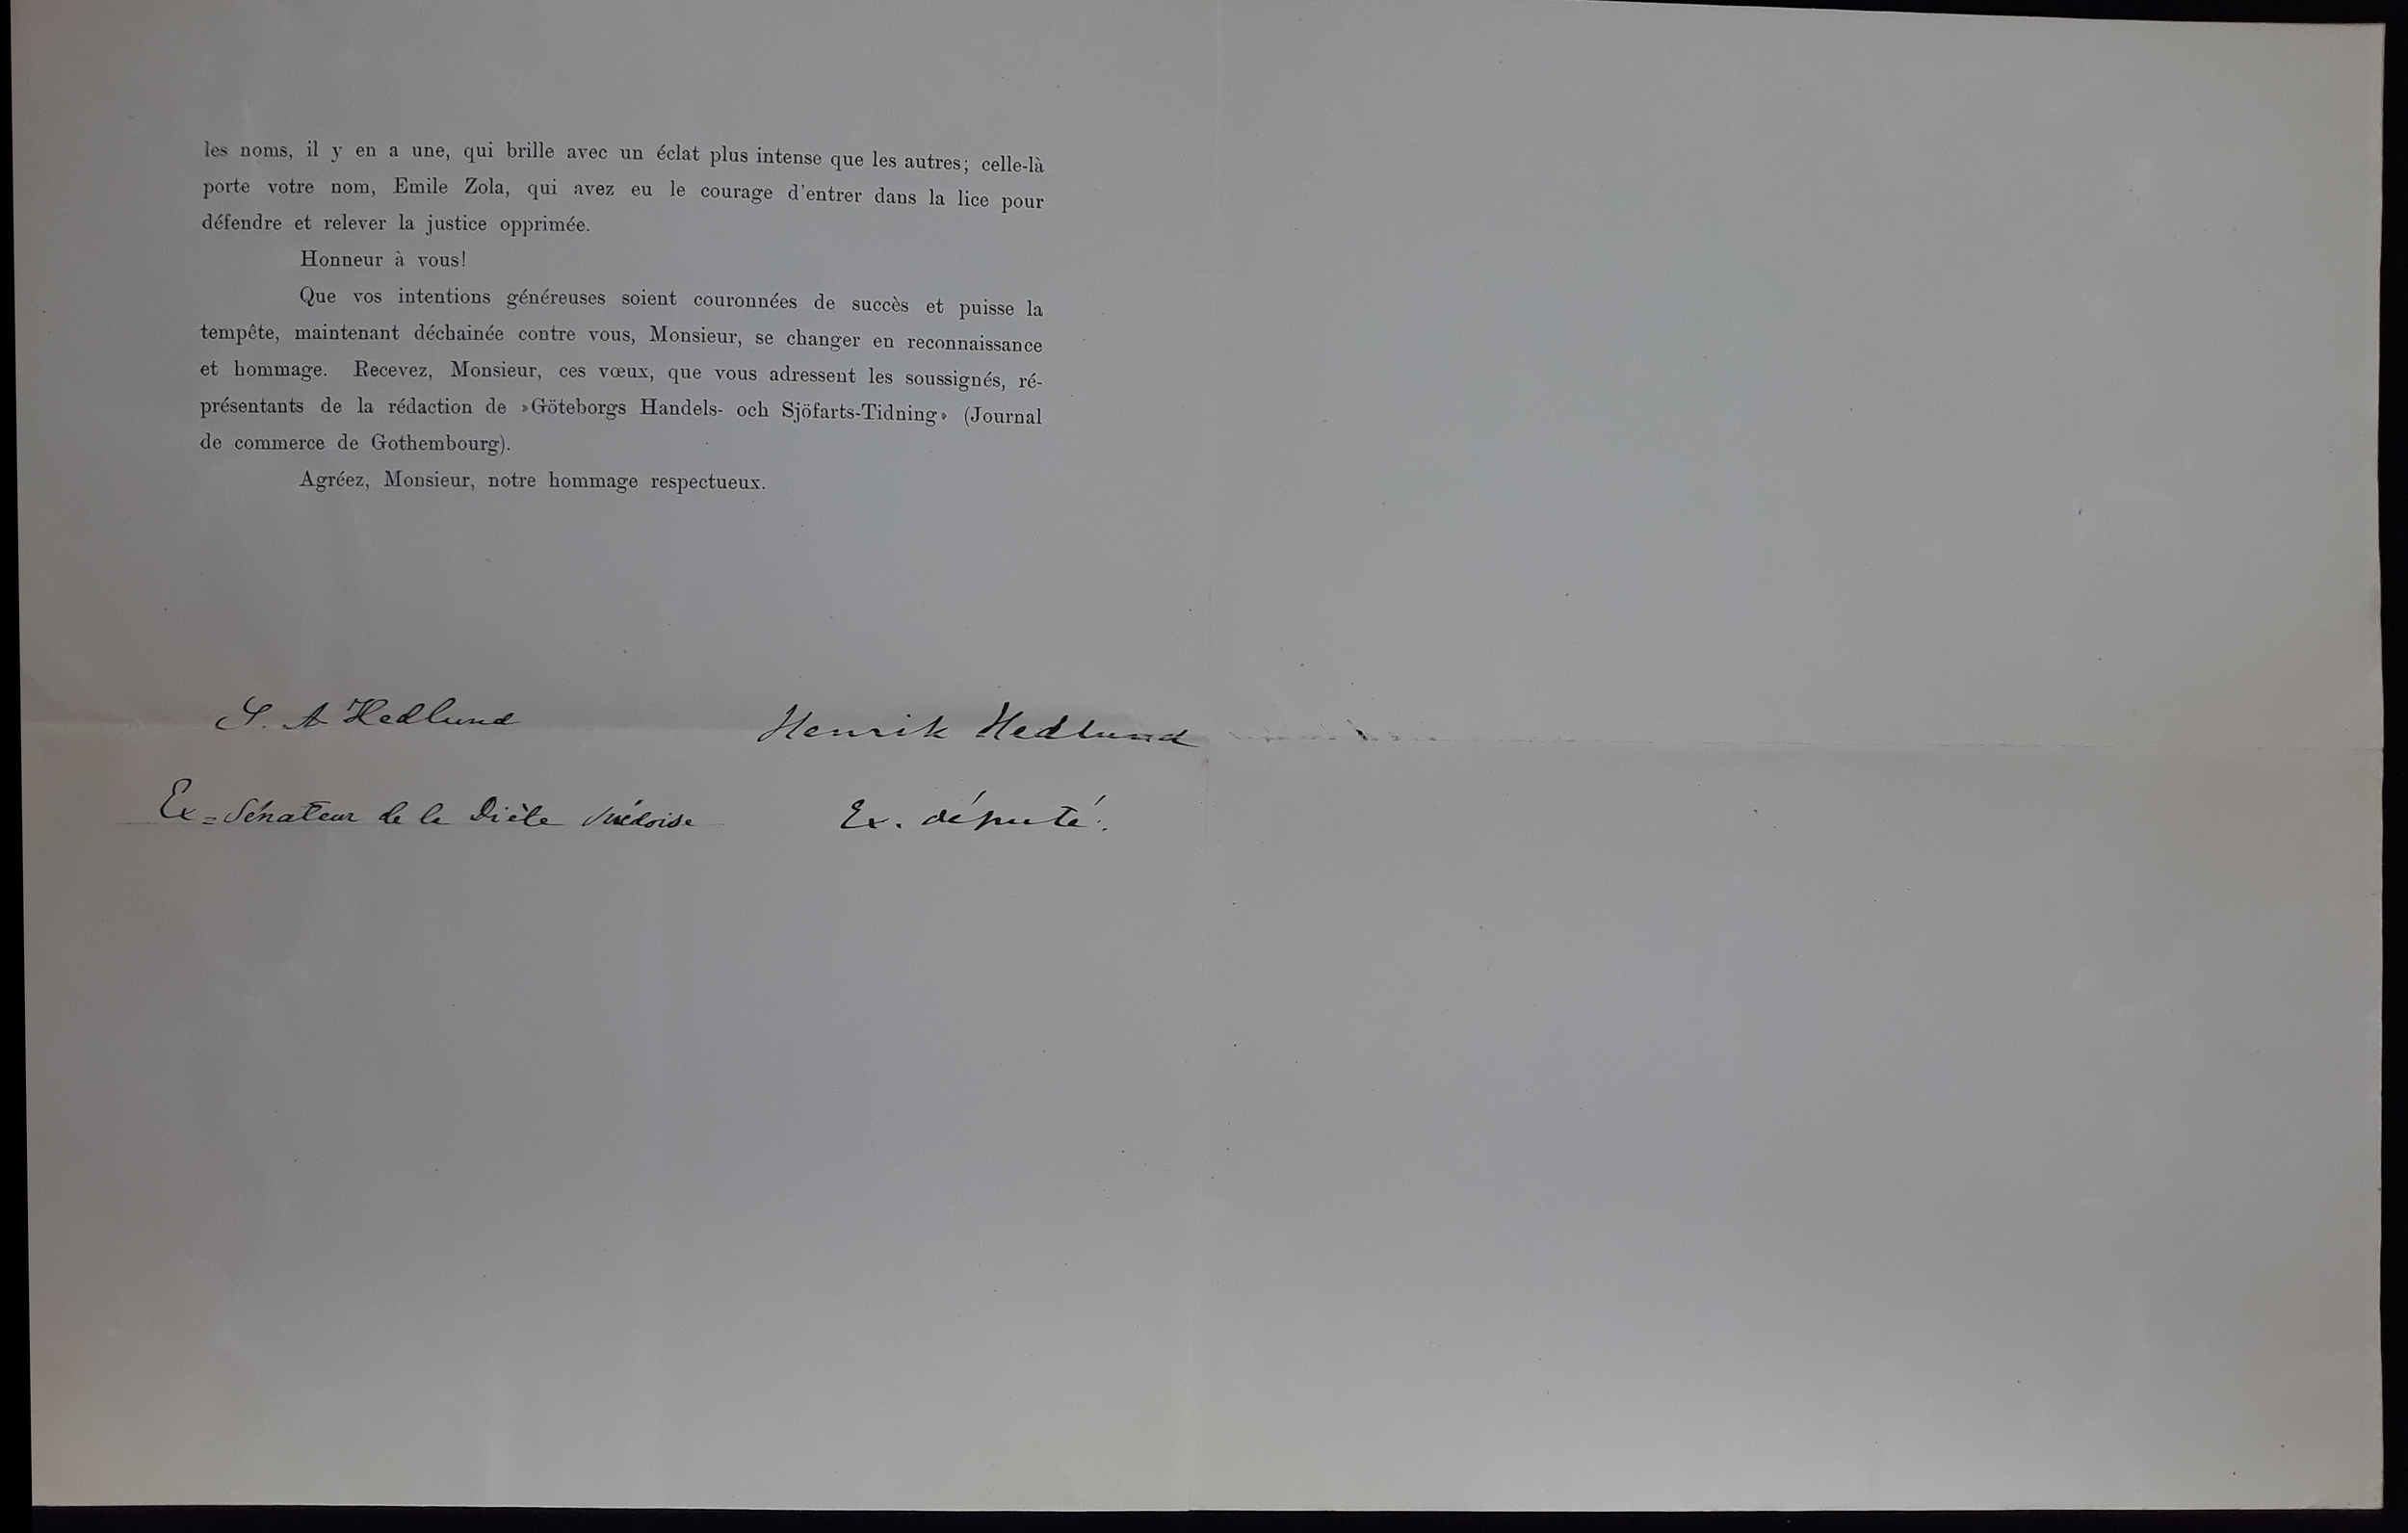 les noms, il y en a une, qui brille avec un éclat plus intense que les autres; celle-là
porte votre nom, Emile Zola, qui avez eu le courage d'entrer dans la lice pour
défendre et relever la justice opprimée.
Honneur à vous!
Que vos intentions généreuses soient couronnées de succès et puisse la
tempête, maintenant déchainée contre vous, Monsieur, se changer en reconnaissance
et hommage. Recevez, Monsieur, ces vœux, que vous adressent les soussignés, ré-
présentants de la rédaction de »Göteborgs Handels- och Sjöfarts-Tidning» (Journal
de commerce de Gothembourg).
Agréez, Monsieur, notre hommage respectueux.
S. A Hedlund Henrik Hedlund
Ex=Sénateur de la Diète suédoise Ex. député.